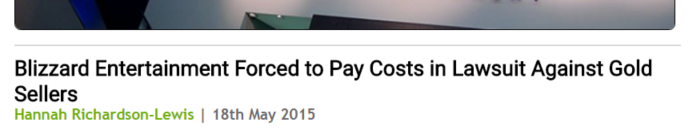 Blizzard Entertainment Forced to Pay Costs in Lawsuit Against Gold
Sellers
Hannah Richardson-Lewis | 18th May 2015